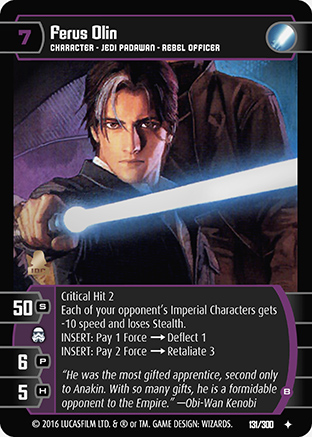 7
Ferus Olin
CHARACTER - JEDI PADAWAN - REBEL OFFICER
50 S
6 P
5 H
Critical Hit 2
Each of your opponent's Imperial Characters gets
-10 speed and loses Stealth.
INSERT: Pay 1 Force → Deflect 1
INSERT: Pay 2 Force → Retaliate 3
“He was the most gifted apprentice, second only
to Anakin. With so many gifts, he is a formidable
opponent to the Empire.” —Obi-Wan Kenobi
B
© 2016 LUCASFILM LTD. & ® or TM. GAME DESIGN: WIZARDS.
131/300